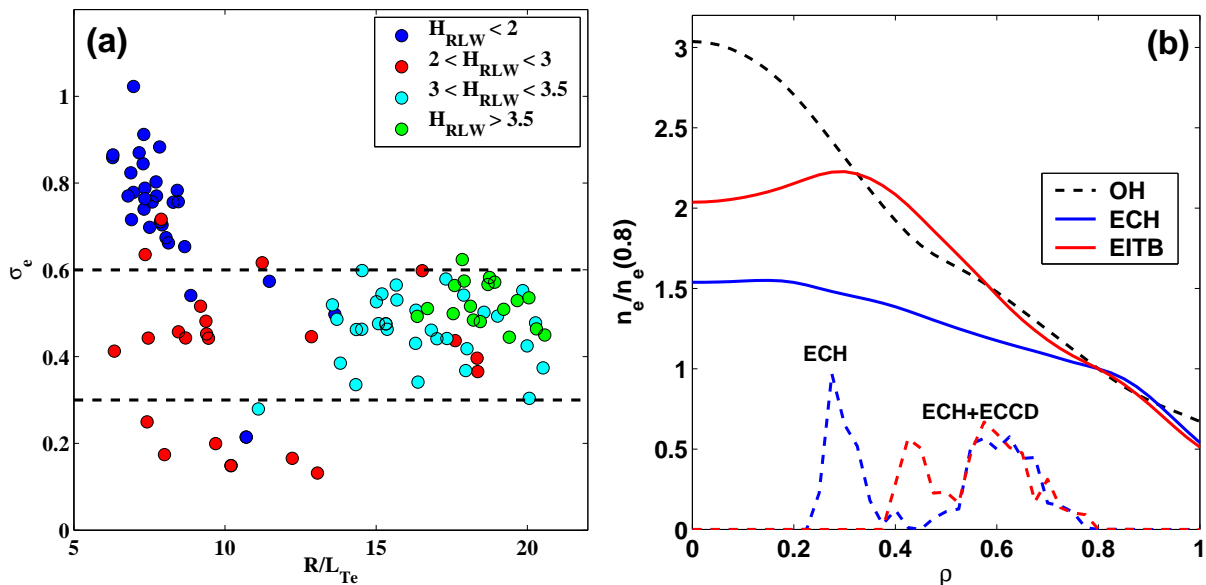 (a)
H_RLW < 2
2 < H_RLW < 3
3 < H_RLW < 3.5
H_RLW > 3.5
1
0.8
0.6
0.4
0.2
0
σ_e
5 10 15 20
R/L_Te
(b)
OH
ECH
EITB
3
2.5
2
1.5
1
0.5
0
n_e/n_e(0.8)
ECH
ECH+ECCD
0 0.2 0.4 0.6 0.8 1
ρ